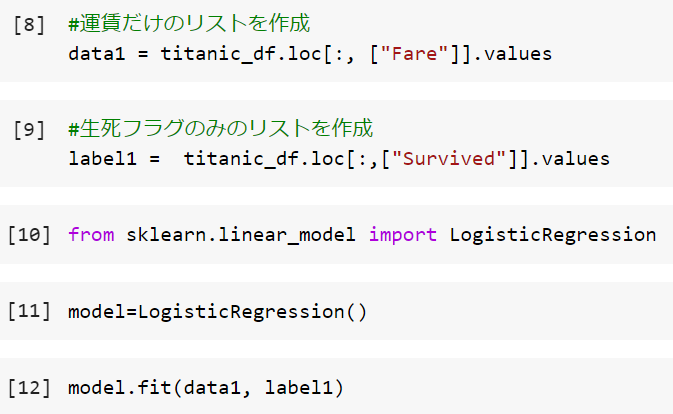 [8] #運賃だけのリストを作成
data1 = titanic_df.loc[:, ["Fare"]].values
[9] #生死フラグのみのリストを作成
label1 =  titanic_df.loc[:,["Survived"]].values
[10] from sklearn.linear_model import LogisticRegression
[11] model=LogisticRegression()
[12] model.fit(data1, label1)